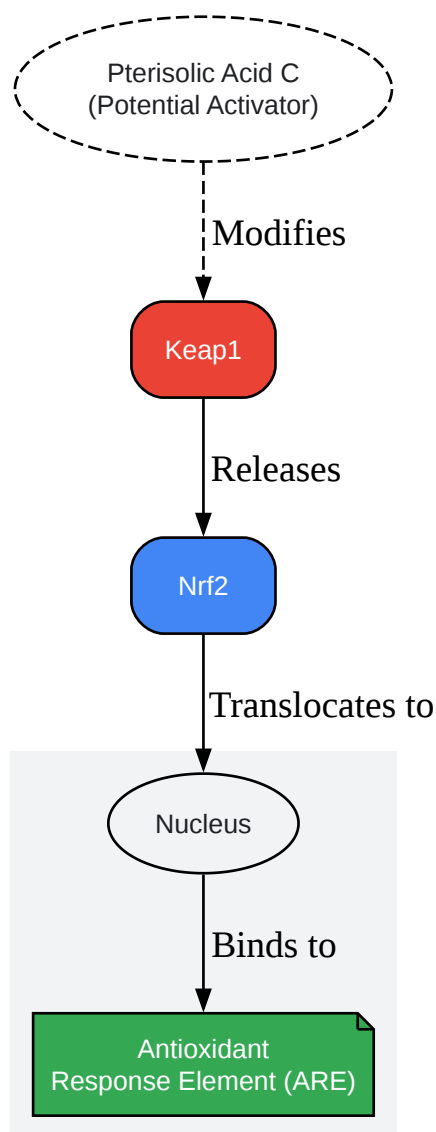 Pterisolic Acid C
(Potential Activator)
Modifies
Keap1
Releases
Nrf2
Translocates to
Nucleus
Binds to
Antioxidant
Response Element (ARE)